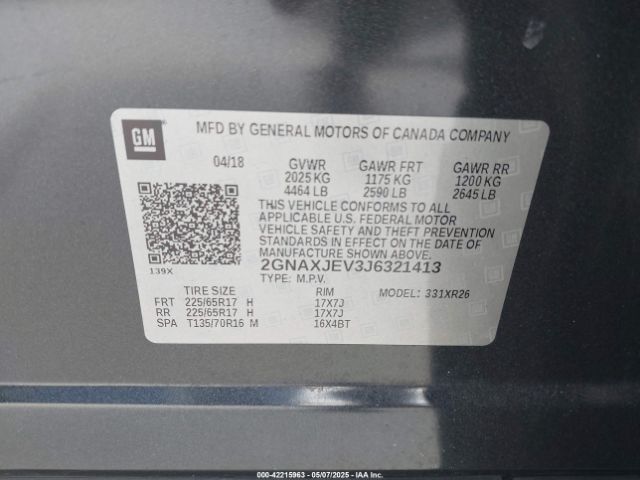 GM
MFD BY GENERAL MOTORS OF CANADA COMPANY
04/18 GVWR GAWR FRT GAWR RR
2025 KG 1175 KG 1200 KG
4464 LB 2590 LB 2645 LB
THIS VEHICLE CONFORMS TO ALL
APPLICABLE U.S. FEDERAL MOTOR
VEHICLE SAFETY AND THEFT PREVENTION
STANDARDS IN EFFECT ON THE DATE OF
MANUFACTURE SHOWN ABOVE.
2GNAXJEV3J6321413
139X TYPE: M.P.V.
TIRE SIZE RIM MODEL: 331XR26
FRT 225/65R17 H 17X7J
RR 225/65R17 H 17X7J
SPA T135/70R16 M 16X4BT
000-42215963 | 05/07/2025 | IAAI.COM